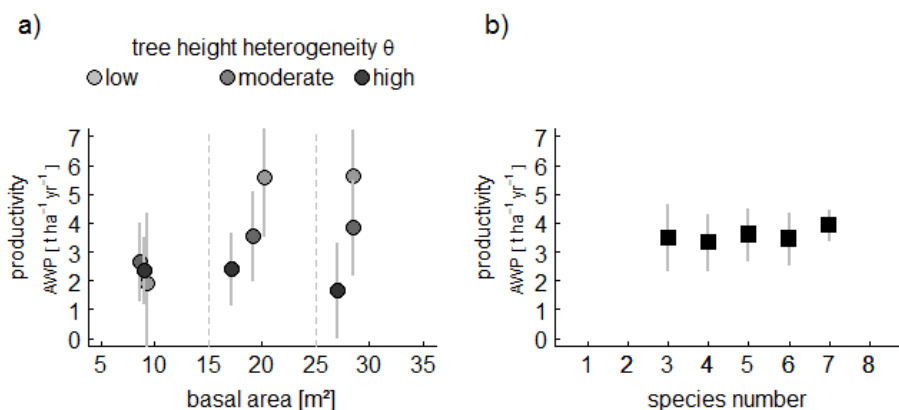 a)
tree height heterogeneity θ
low moderate high
productivity
AWP [ t ha⁻¹ yr⁻¹ ]
7
6
5
4
3
2
1
0
5 10 15 20 25 30 35
basal area [m²]
b)
productivity
AWP [ t ha⁻¹ yr⁻¹ ]
7
6
5
4
3
2
1
0
1 2 3 4 5 6 7 8
species number